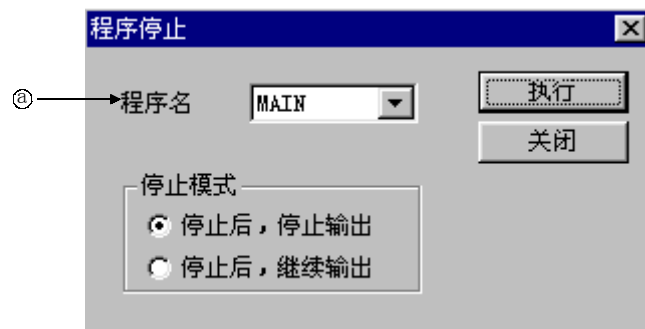 程序停止
ⓐ 程序名 MAIN 执行
关闭
停止模式
停止后，停止输出
停止后，继续输出